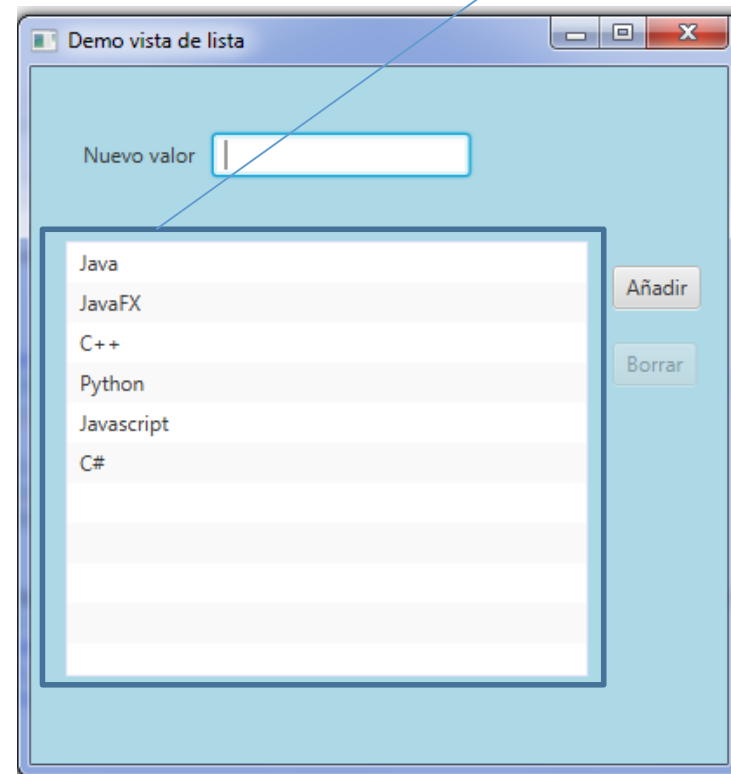 Demo vista de lista
Nuevo valor
Java
JavaFX
C++
Python
Javascript
C#
Añadir
Borrar